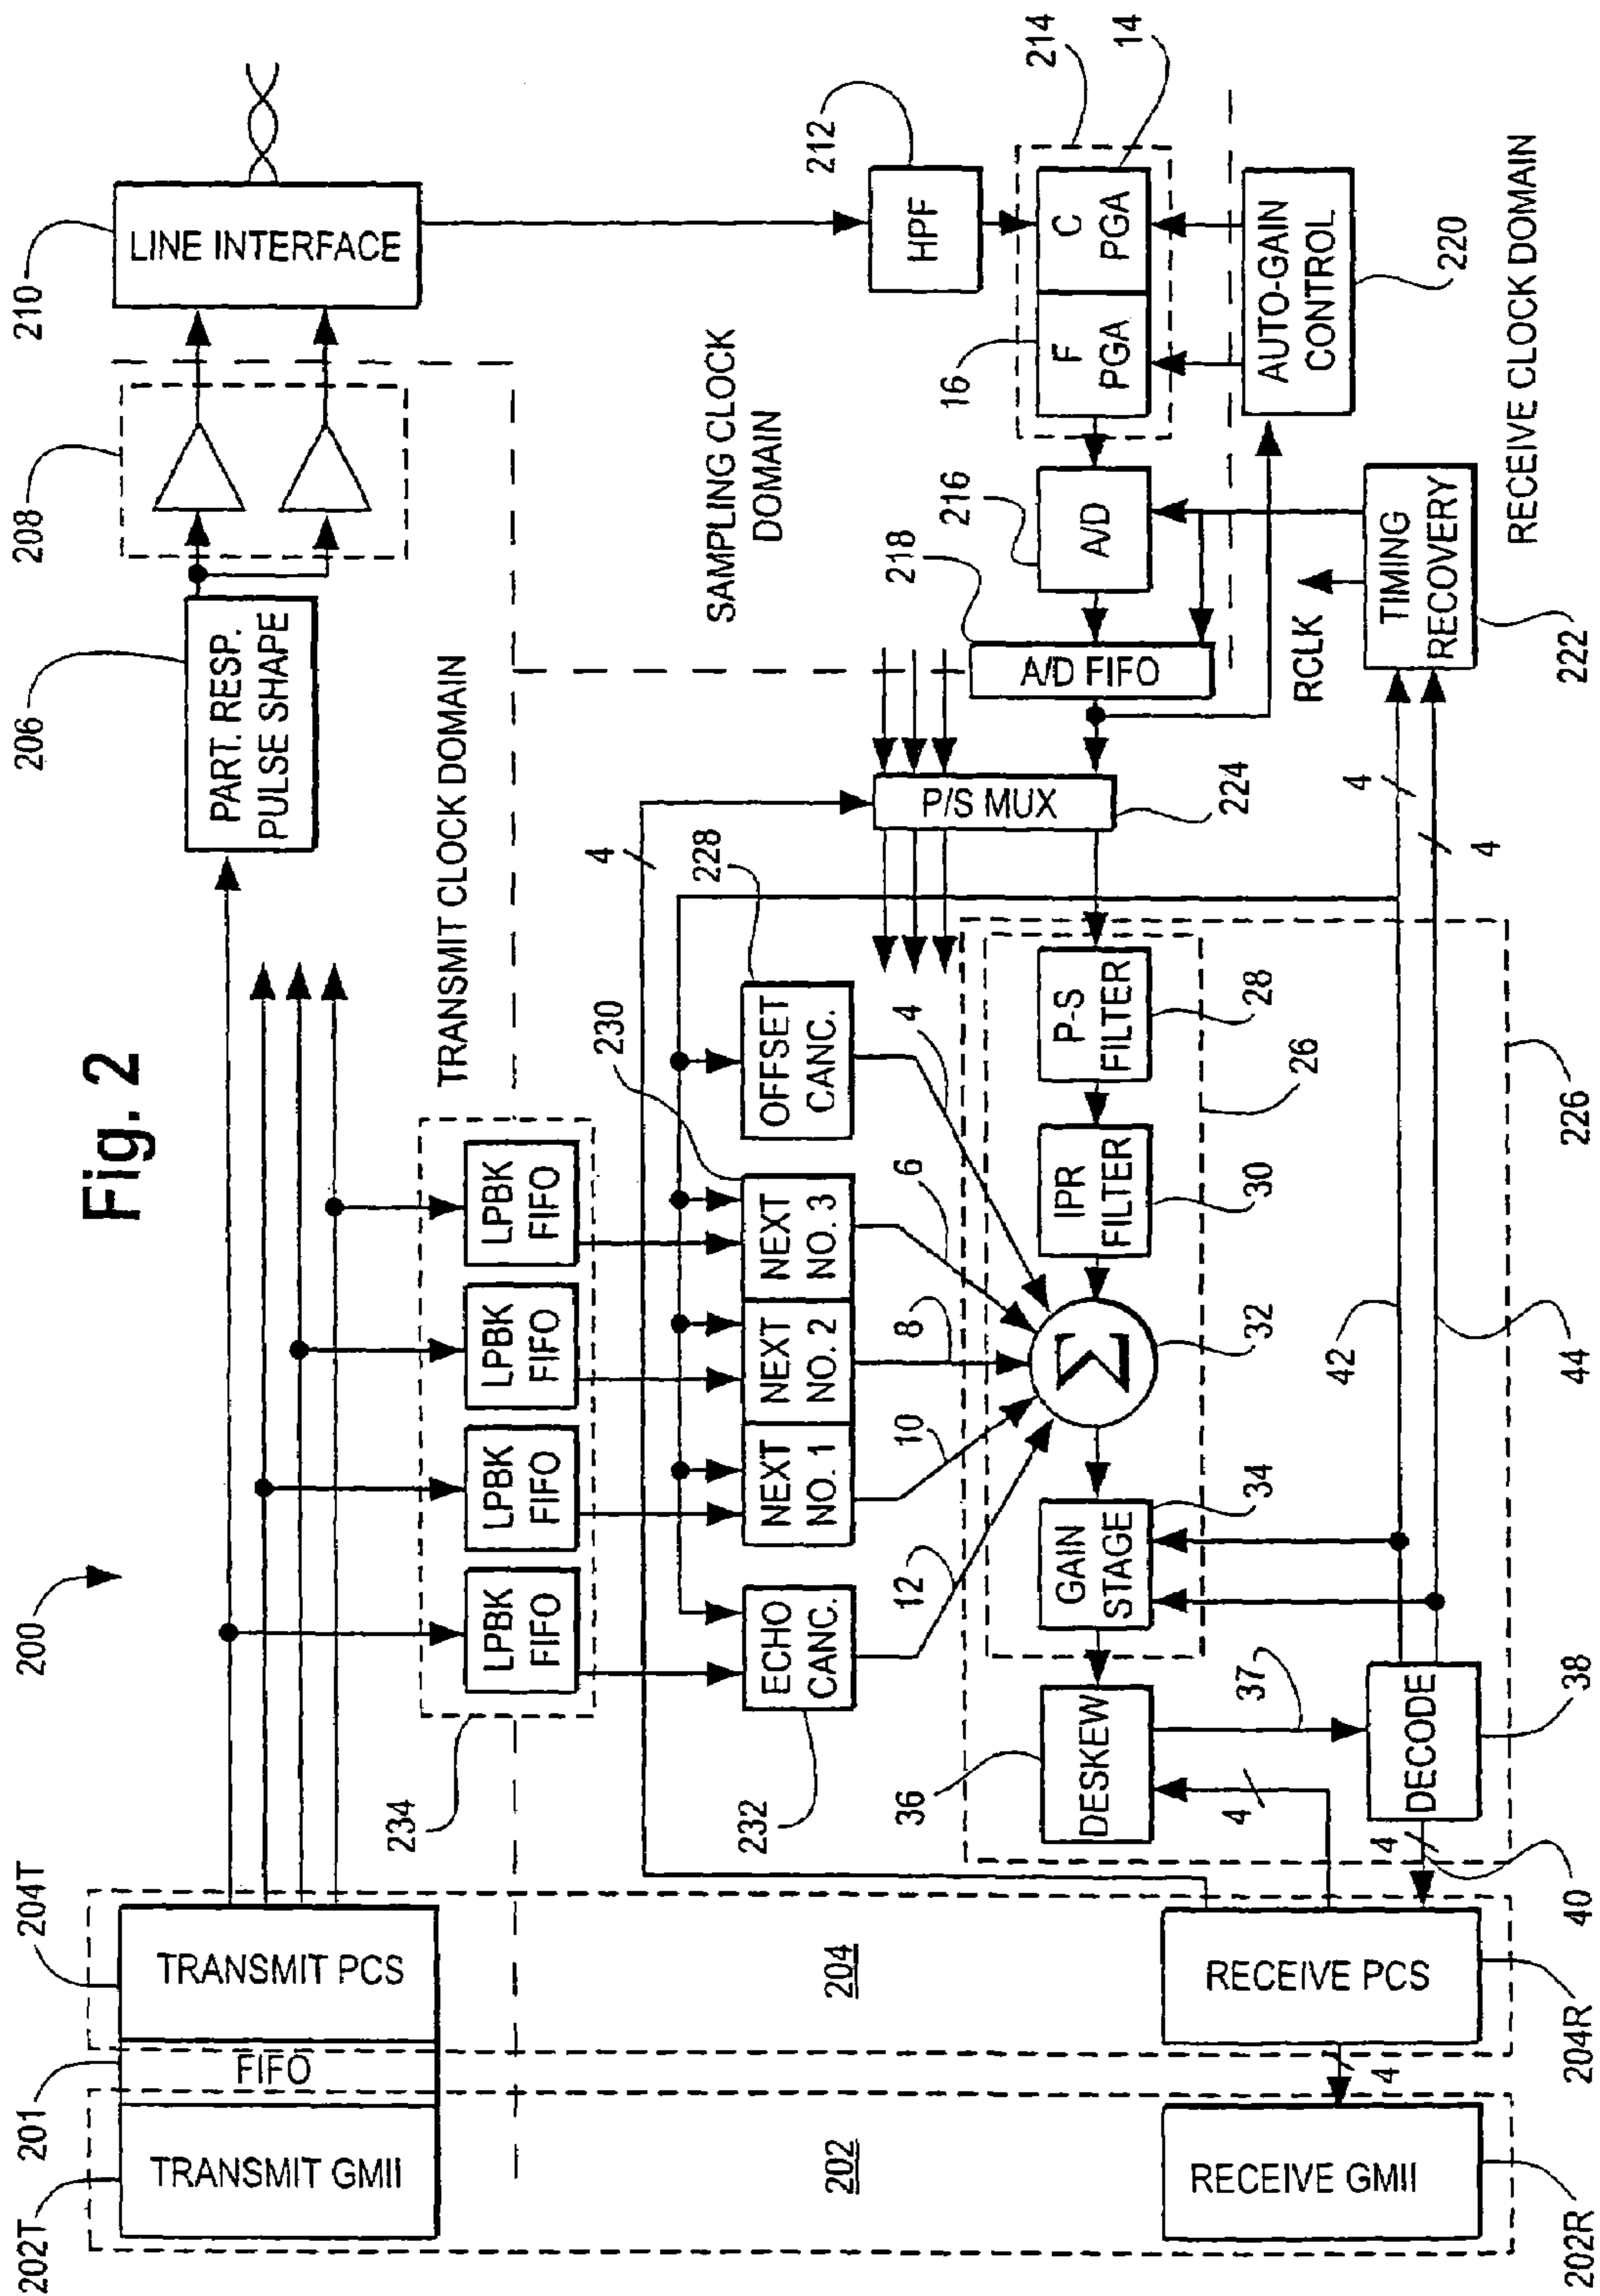 Fig. 2
200
202T
201
204T
TRANSMIT GMII
FIFO
TRANSMIT PCS
206
PART. RESP.
PULSE SHAPE
208
210
LINE INTERFACE
TRANSMIT CLOCK DOMAIN
SAMPLING CLOCK
DOMAIN
234
LPBK
FIFO
LPBK
FIFO
LPBK
FIFO
LPBK
FIFO
230
4
228
232
ECHO
CANC.
NEXT
NO. 1
NEXT
NO. 2
NEXT
NO. 3
OFFSET
CANC.
12
10
8
6
4
P/S MUX
224
218
A/D FIFO
216
A/D
16
F
PGA
C
PGA
212
HPF
214
14
202
204
36
DESKEW
GAIN
STAGE
34
Σ
32
IPR
FILTER
30
P-S
FILTER
28
26
37
4
42
44
226
DECODE
38
4
40
4
4
RCLK
TIMING
RECOVERY
222
AUTO-GAIN
CONTROL
220
RECEIVE CLOCK DOMAIN
RECEIVE GMII
202R
4
RECEIVE PCS
204R